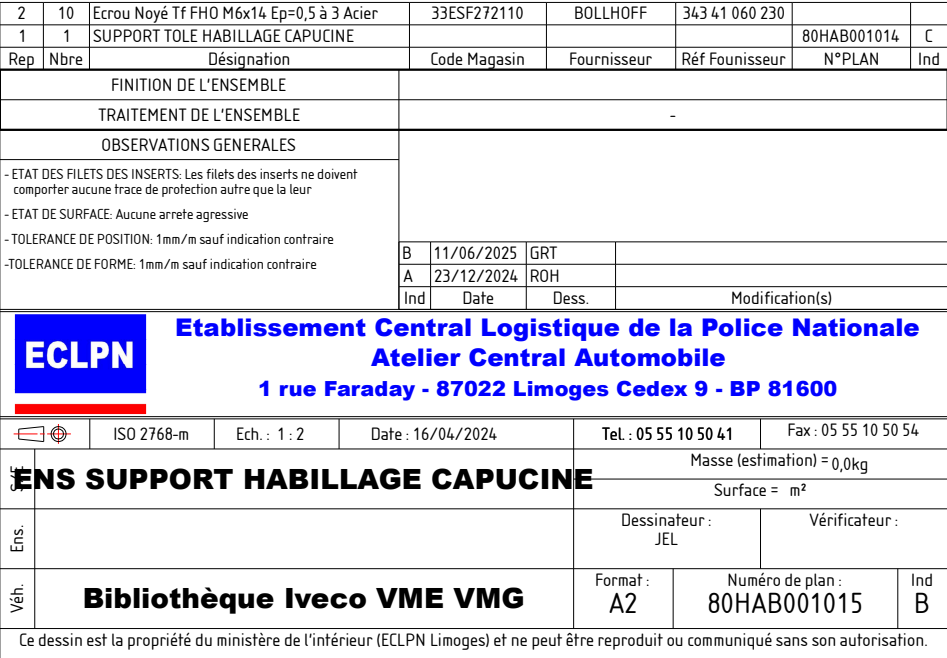 2 10 Ecrou Noyé Tf FHO M6x14 Ep=0,5 à 3 Acier 33ESF272110 BOLLHOFF 343 41 060 230
1 1 SUPPORT TOLE HABILLAGE CAPUCINE 80HAB001014 C
Rep Nbre Désignation Code Magasin Fournisseur Réf Founisseur N°PLAN Ind
FINITION DE L'ENSEMBLE
TRAITEMENT DE L'ENSEMBLE -
OBSERVATIONS GENERALES
- ETAT DES FILETS DES INSERTS: Les filets des inserts ne doivent
comporter aucune trace de protection autre que la leur
- ETAT DE SURFACE: Aucune arrete agressive
- TOLERANCE DE POSITION: 1mm/m sauf indication contraire
-TOLERANCE DE FORME: 1mm/m sauf indication contraire
B 11/06/2025 GRT
A 23/12/2024 ROH
Ind Date Dess. Modification(s)
ECLPN
Etablissement Central Logistique de la Police Nationale
Atelier Central Automobile
1 rue Faraday - 87022 Limoges Cedex 9 - BP 81600
ISO 2768-m Ech. : 1 : 2 Date : 16/04/2024 Tel. : 05 55 10 50 41 Fax : 05 55 10 50 54
ENS SUPPORT HABILLAGE CAPUCINE
Masse (estimation) = 0,0kg
Surface = m²
Ens.
Dessinateur :
JEL
Vérificateur :
Véh.
Bibliothèque Iveco VME VMG
Format :
A2
Numéro de plan :
80HAB001015
Ind
B
Ce dessin est la propriété du ministère de l'intérieur (ECLPN Limoges) et ne peut être reproduit ou communiqué sans son autorisation.